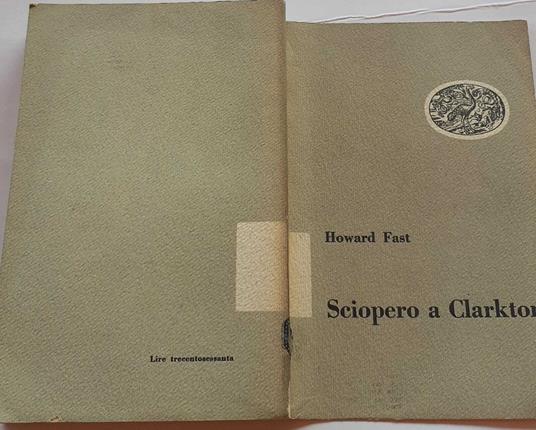 Howard Fast
Sciopero a Clarkton
Lire trecentosessanta